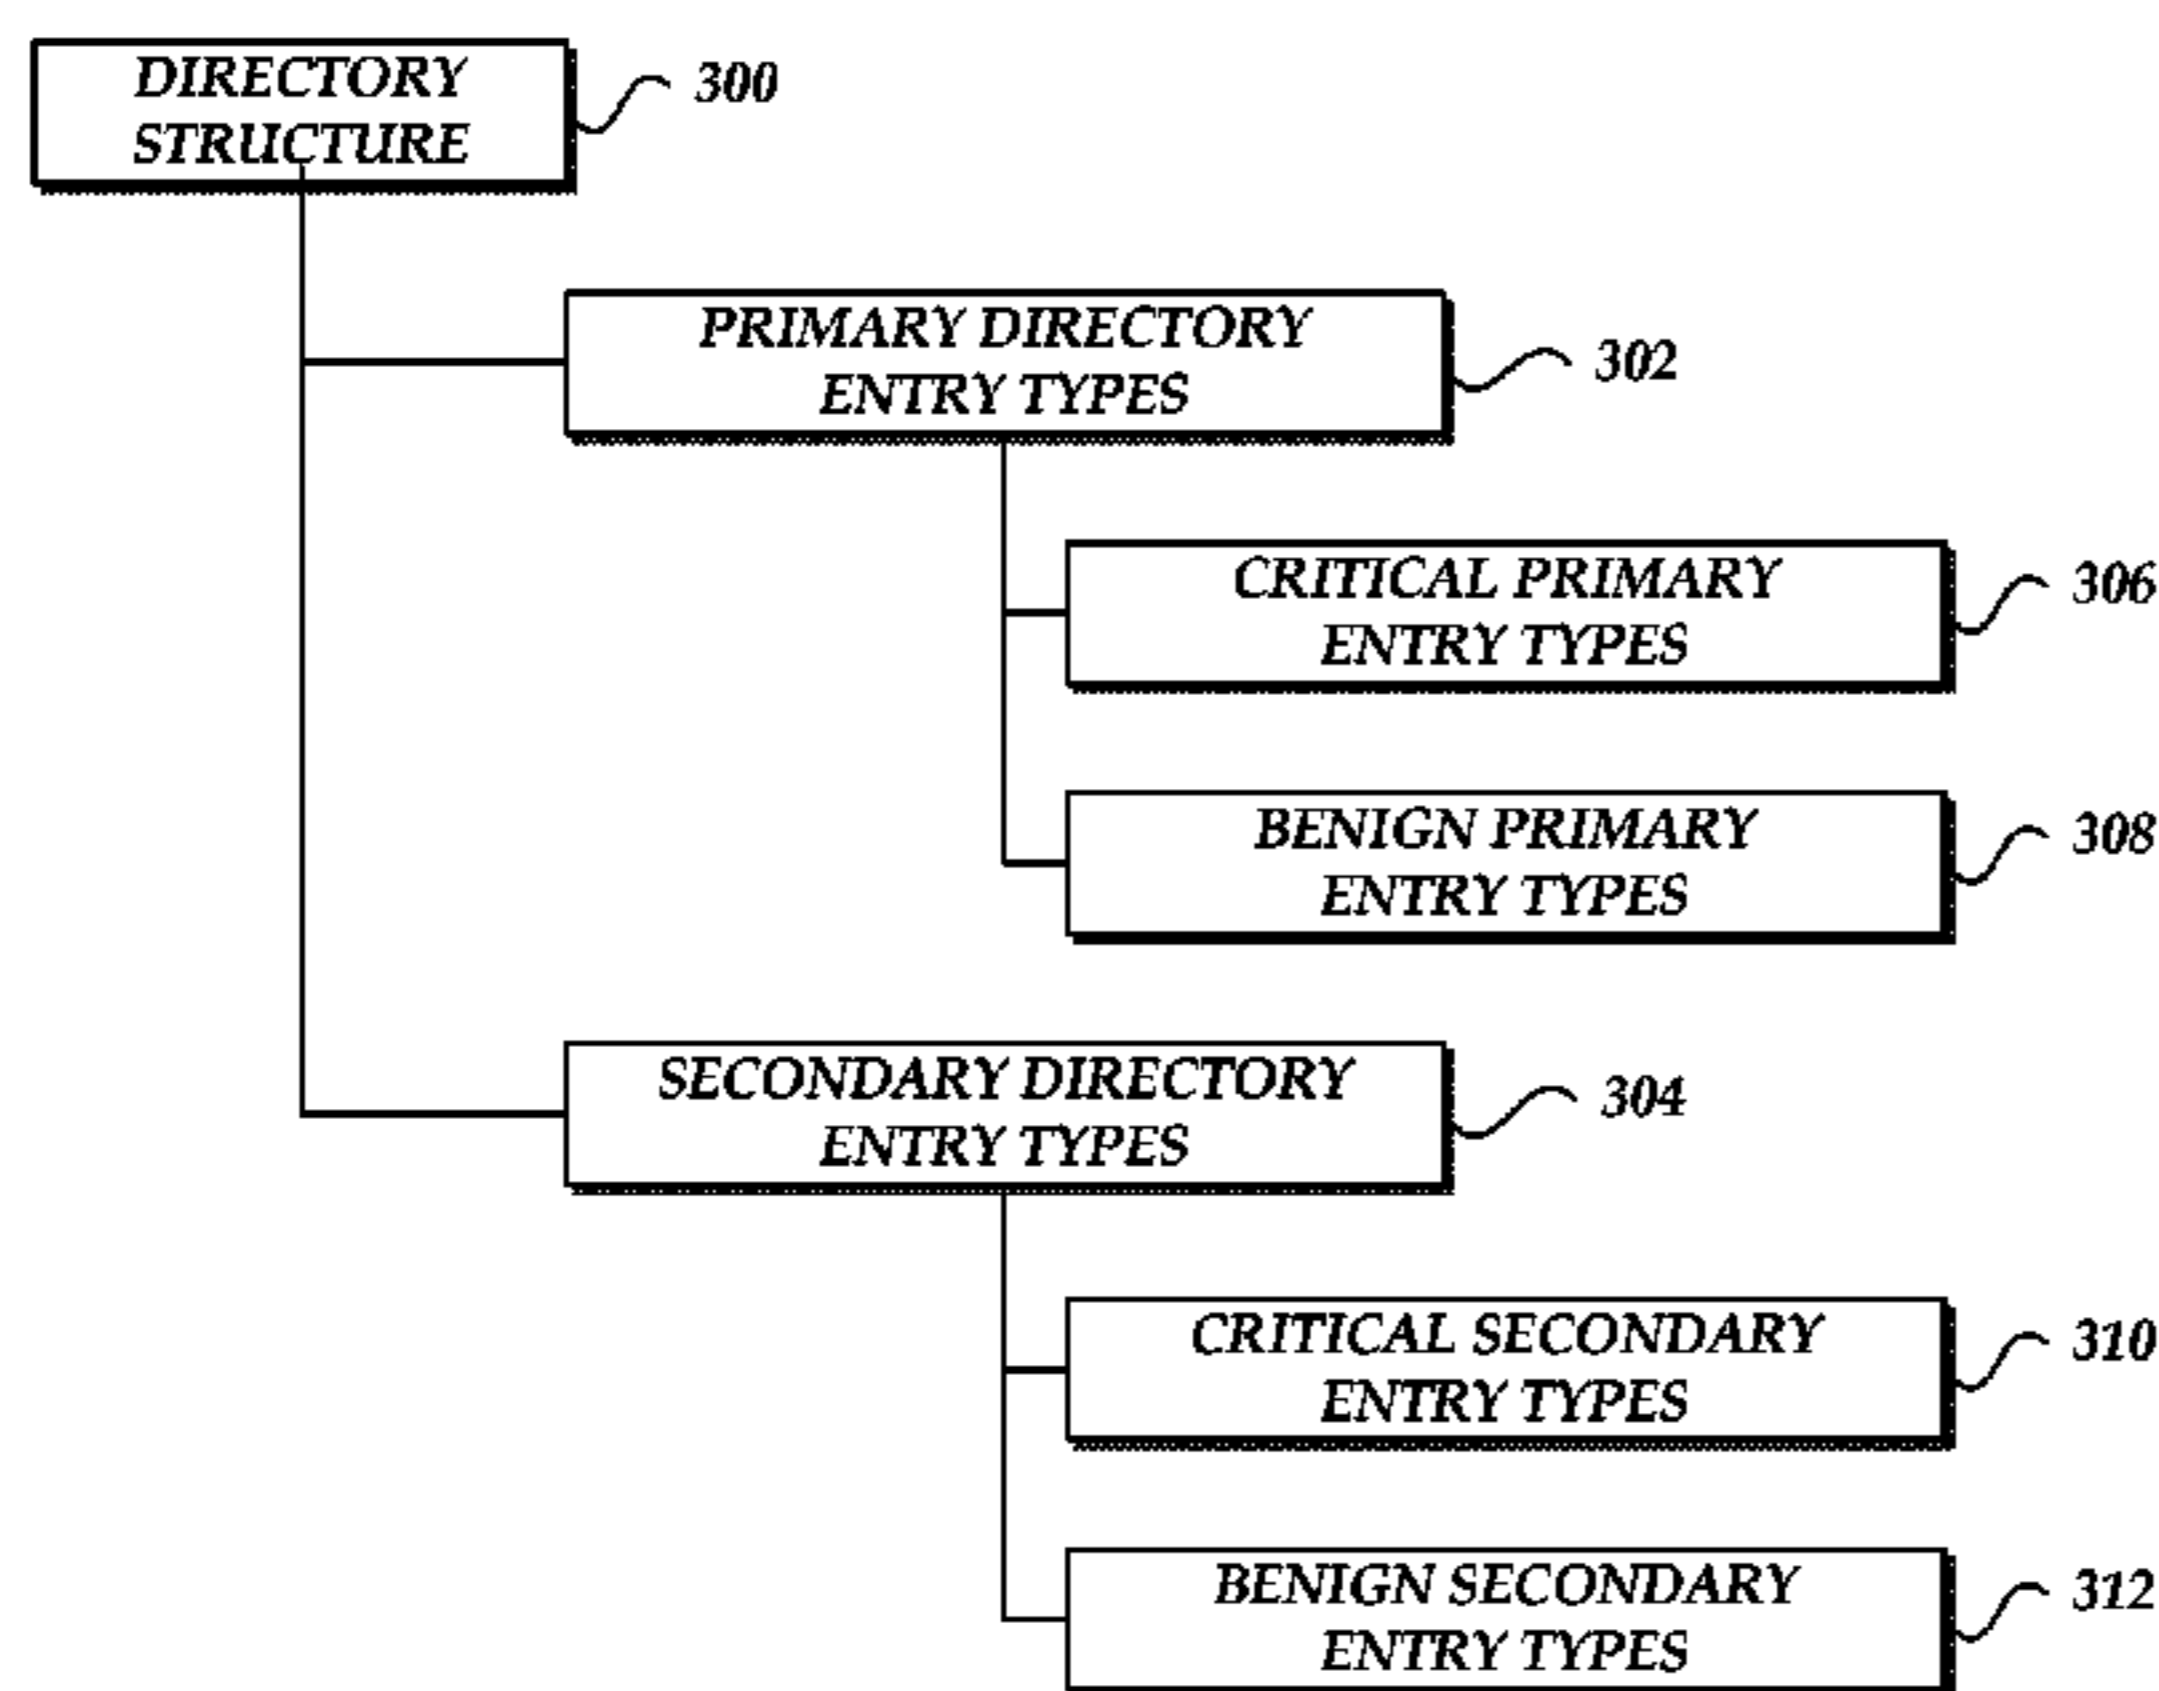 DIRECTORY
STRUCTURE
300
PRIMARY DIRECTORY
ENTRY TYPES
302
CRITICAL PRIMARY
ENTRY TYPES
306
BENIGN PRIMARY
ENTRY TYPES
308
SECONDARY DIRECTORY
ENTRY TYPES
304
CRITICAL SECONDARY
ENTRY TYPES
310
BENIGN SECONDARY
ENTRY TYPES
312